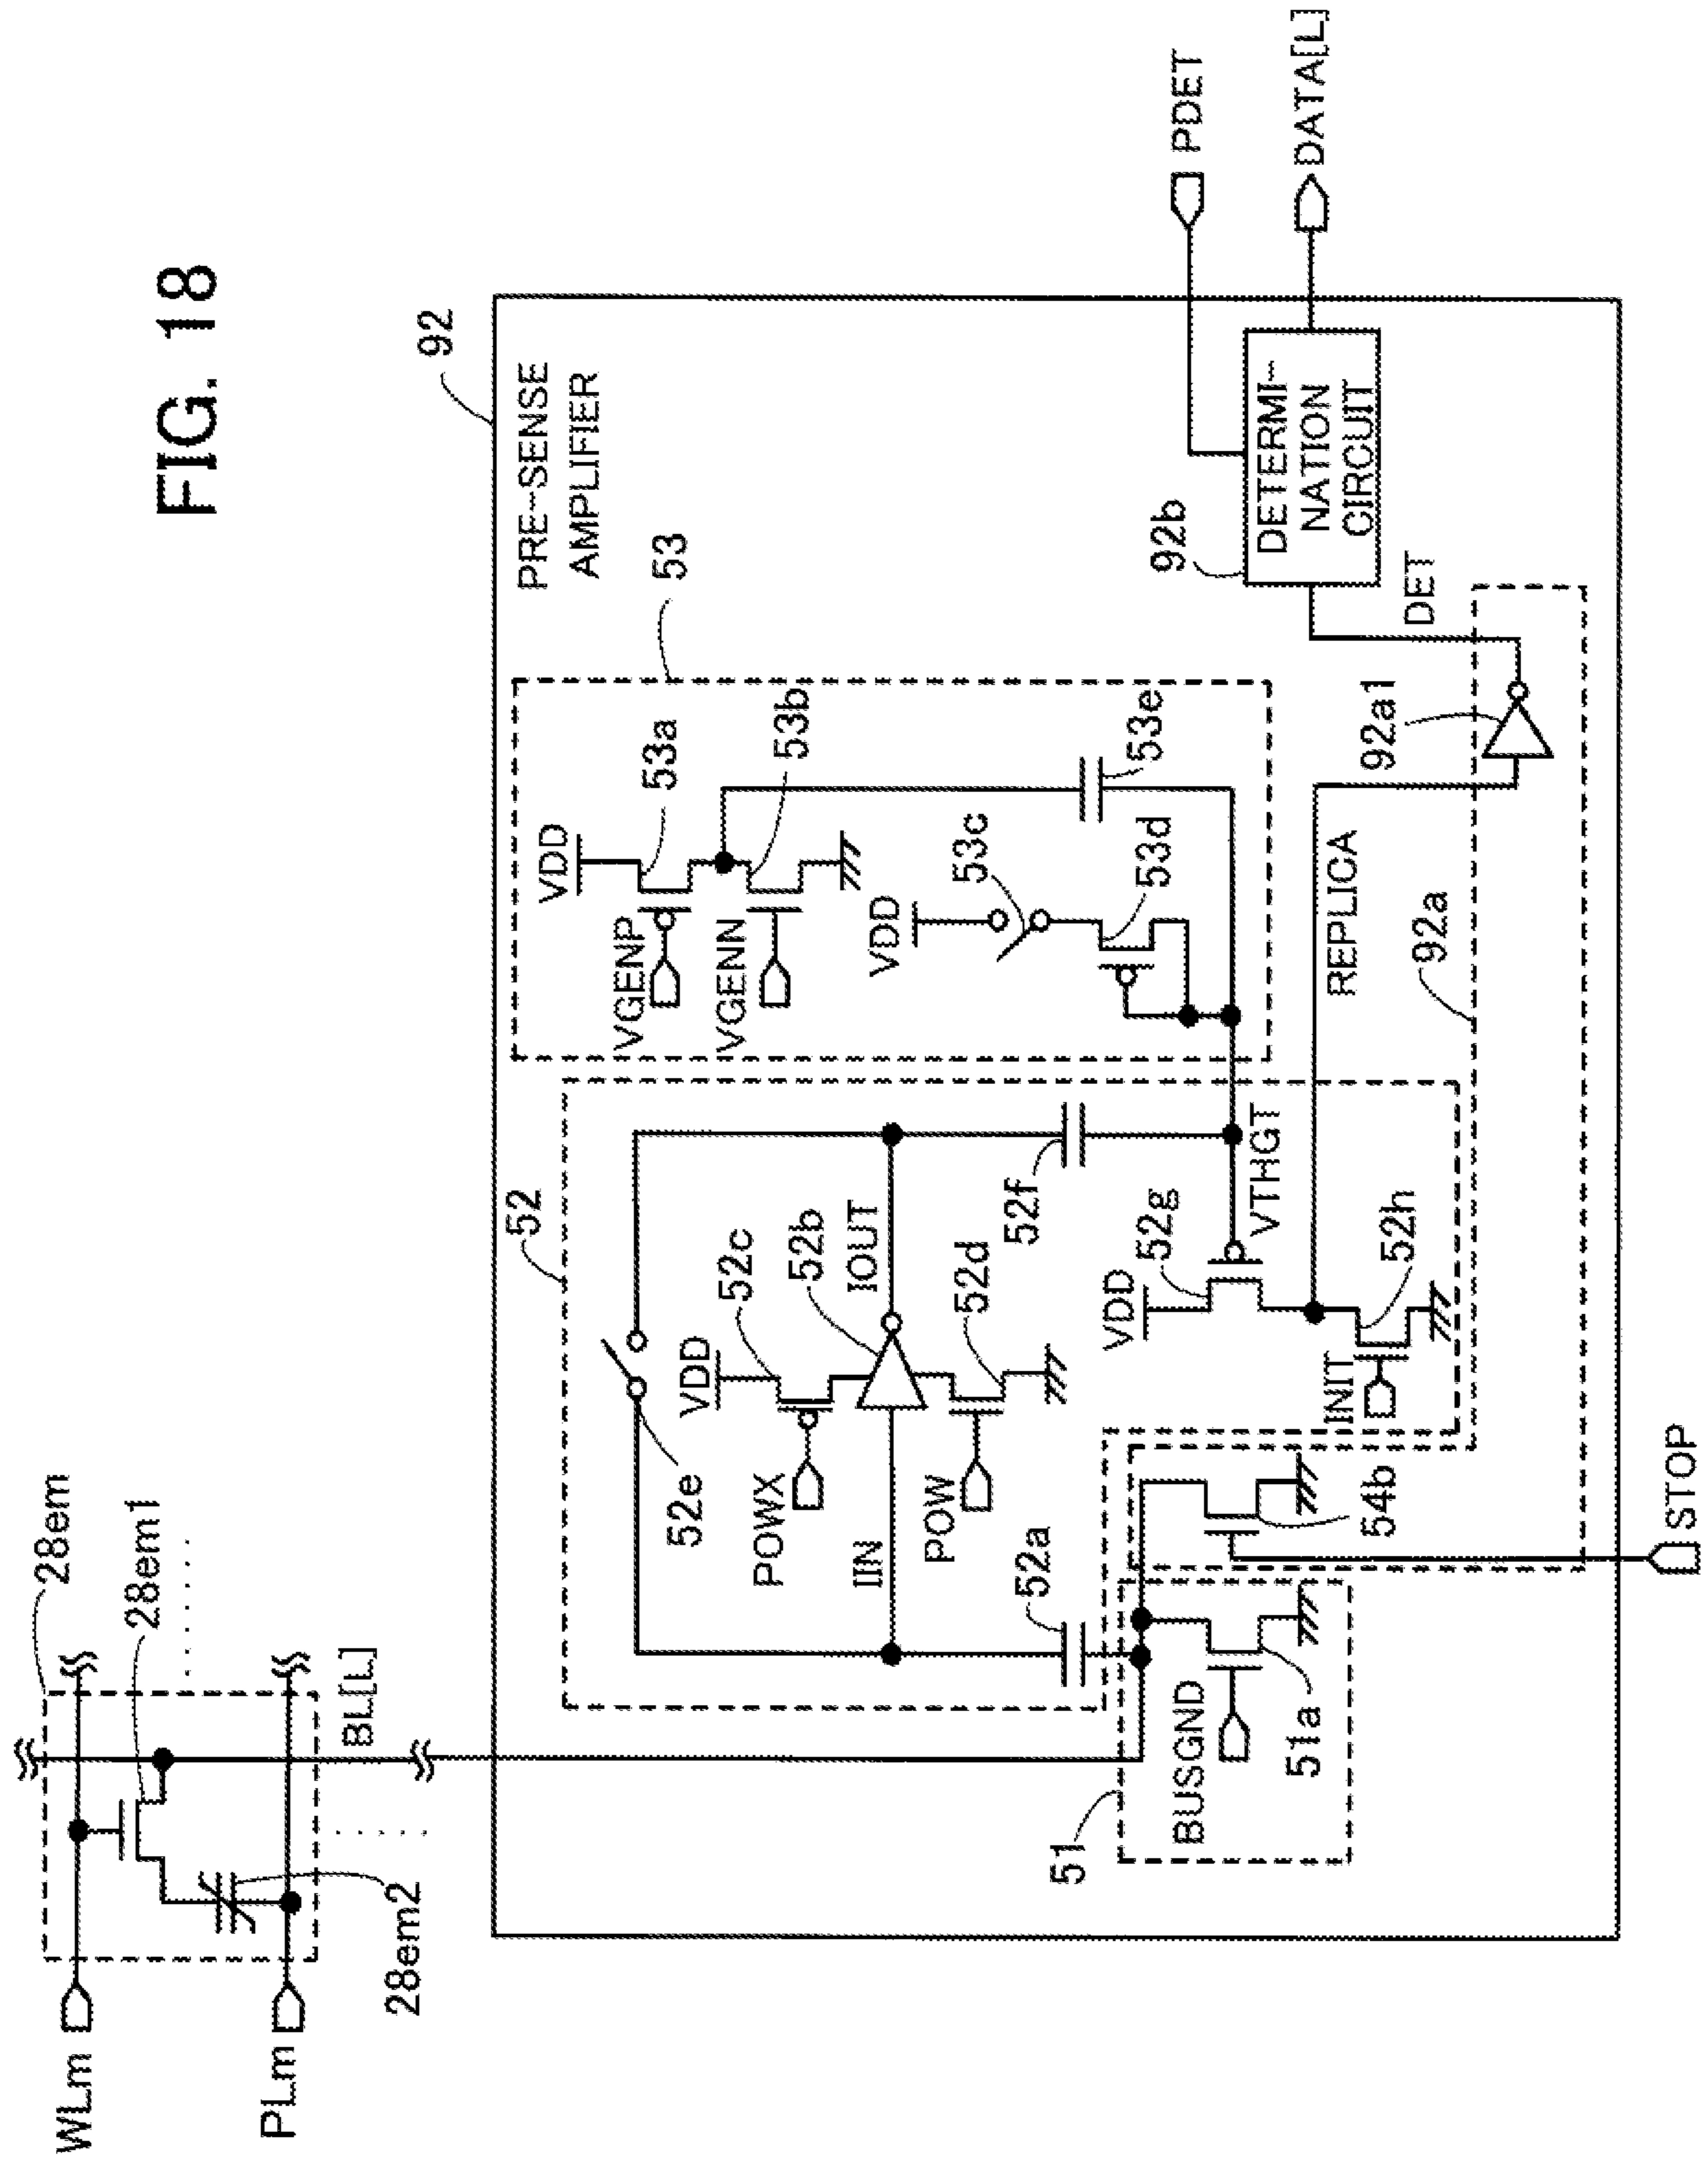 FIG. 18
WLm
PLm
28em
28em1
28em2
BL[L]
92
PRE-SENSE
AMPLIFIER
52
53
VDD
53a
VGENP
VGENN
53b
VDD
53c
53d
53e
52e
VDD
52c
POWX
52b
IIN
IOUT
POW
52d
52a
52f
VDD
52g
VTHGT
INIT
52h
REPLICA
51
BUSGND
51a
54b
STOP
92a
92a1
DET
92b
DETERMI-
NATION
CIRCUIT
PDET
DATA[L]